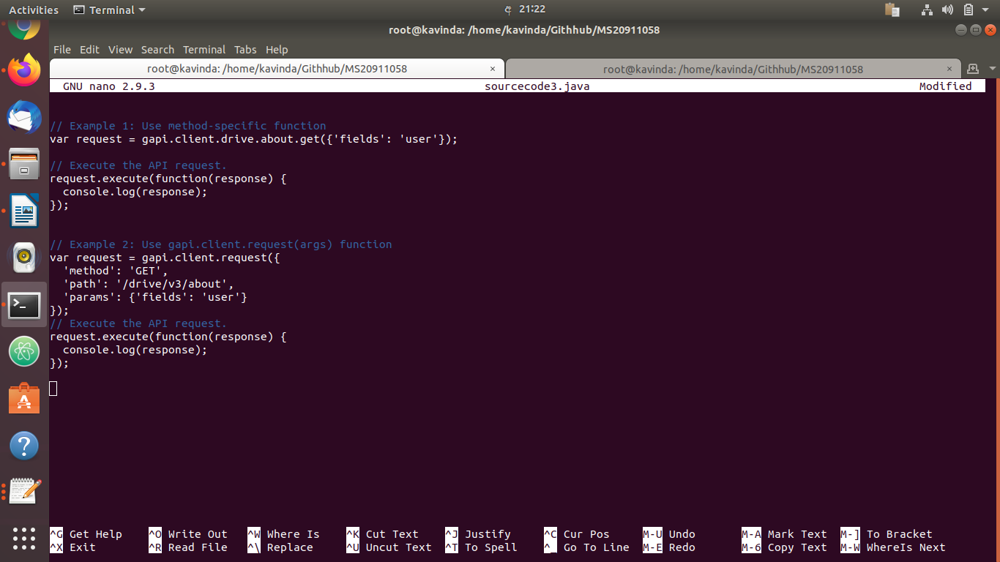 Activities Terminal 21:22
root@kavinda: /home/kavinda/Githhub/MS20911058
File Edit View Search Terminal Tabs Help
root@kavinda: /home/kavinda/Githhub/MS20911058 × root@kavinda: /home/kavinda/Githhub/MS20911058 ×
GNU nano 2.9.3 sourcecode3.java Modified
// Example 1: Use method-specific function
var request = gapi.client.drive.about.get({'fields': 'user'});
// Execute the API request.
request.execute(function(response) {
  console.log(response);
});
// Example 2: Use gapi.client.request(args) function
var request = gapi.client.request({
  'method': 'GET',
  'path': '/drive/v3/about',
  'params': {'fields': 'user'}
});
// Execute the API request.
request.execute(function(response) {
  console.log(response);
});
^G Get Help ^O Write Out ^W Where Is ^K Cut Text ^J Justify ^C Cur Pos M-U Undo M-A Mark Text M-] To Bracket
^X Exit ^R Read File ^\ Replace ^U Uncut Text ^T To Spell ^_ Go To Line M-E Redo M-6 Copy Text M-W WhereIs Next